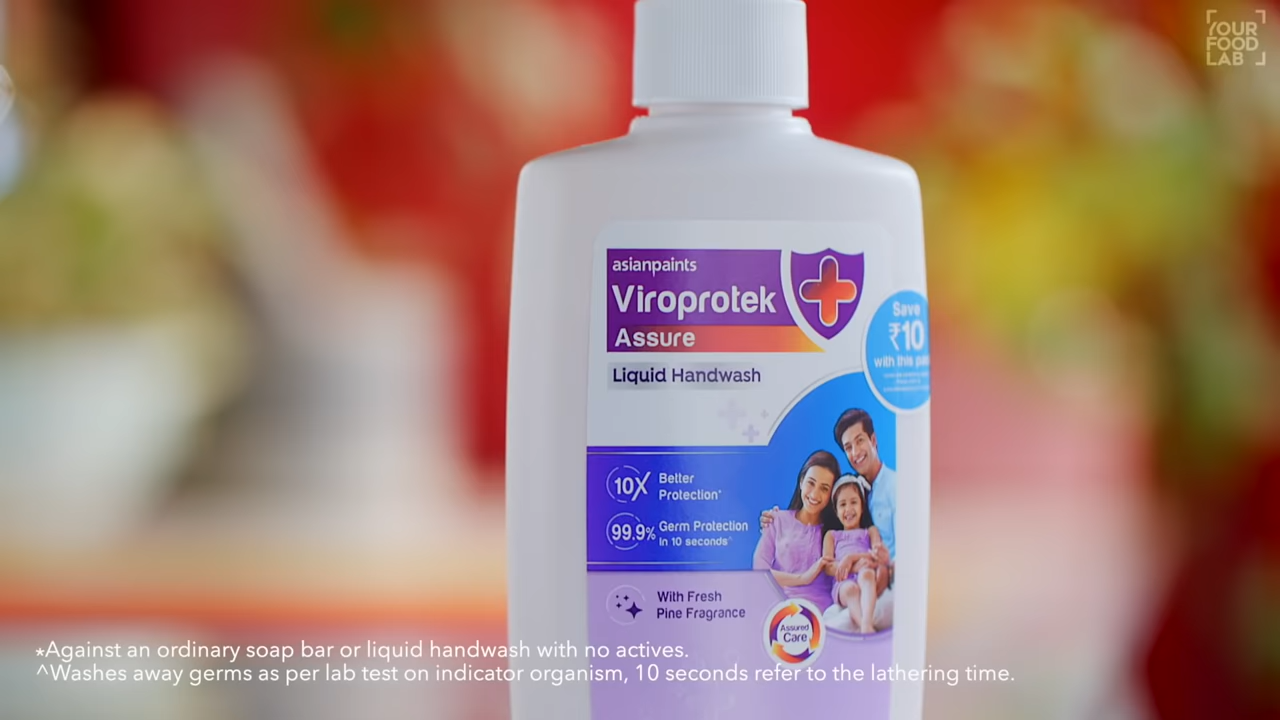 YOUR
FOOD
LAB
asianpaints
Viroprotek
Assure
Liquid Handwash
Save
₹10
with this
10X Better
Protection*
99.9% Germ Protection
In 10 seconds^
With Fresh
Pine Fragrance
Assured
Care
*Against an ordinary soap bar or liquid handwash with no actives.
^Washes away germs as per lab test on indicator organism, 10 seconds refer to the lathering time.